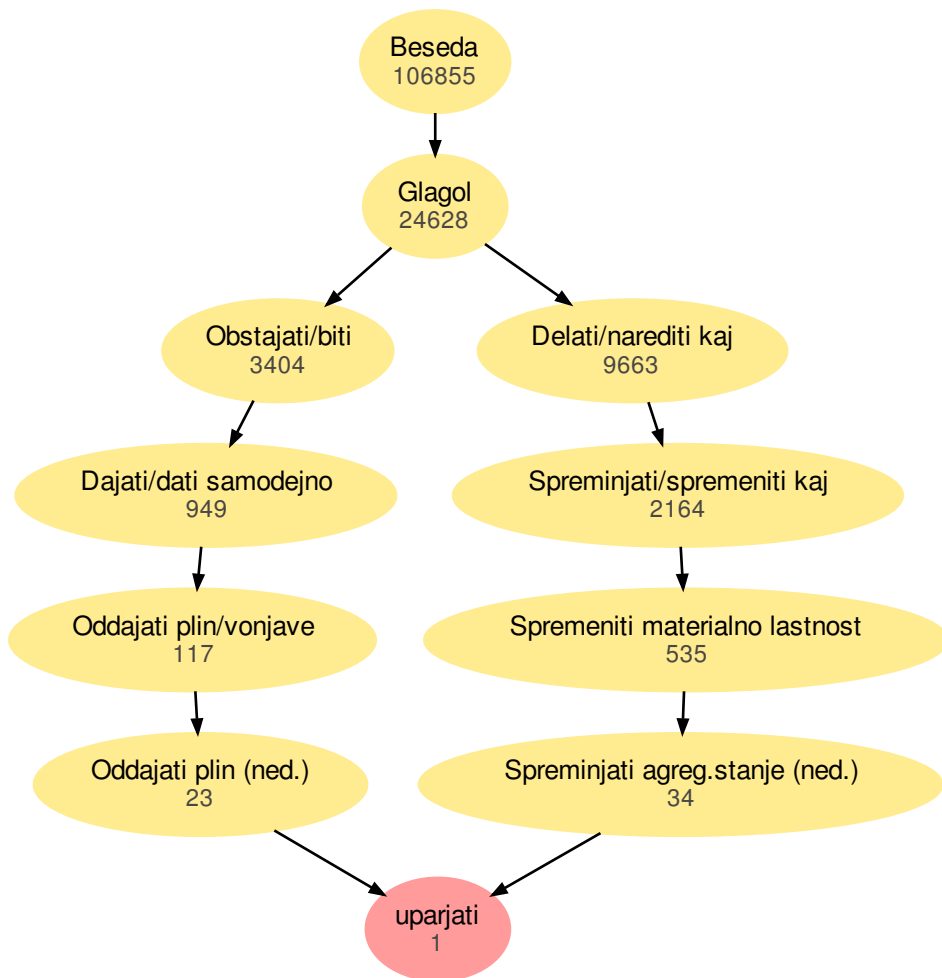 Beseda
106855
Glagol
24628
Obstajati/biti
3404
Delati/narediti kaj
9663
Dajati/dati samodejno
949
Spreminjati/spremeniti kaj
2164
Oddajati plin/vonjave
117
Spremeniti materialno lastnost
535
Oddajati plin (ned.)
23
Spreminjati agreg.stanje (ned.)
34
uparjati
1